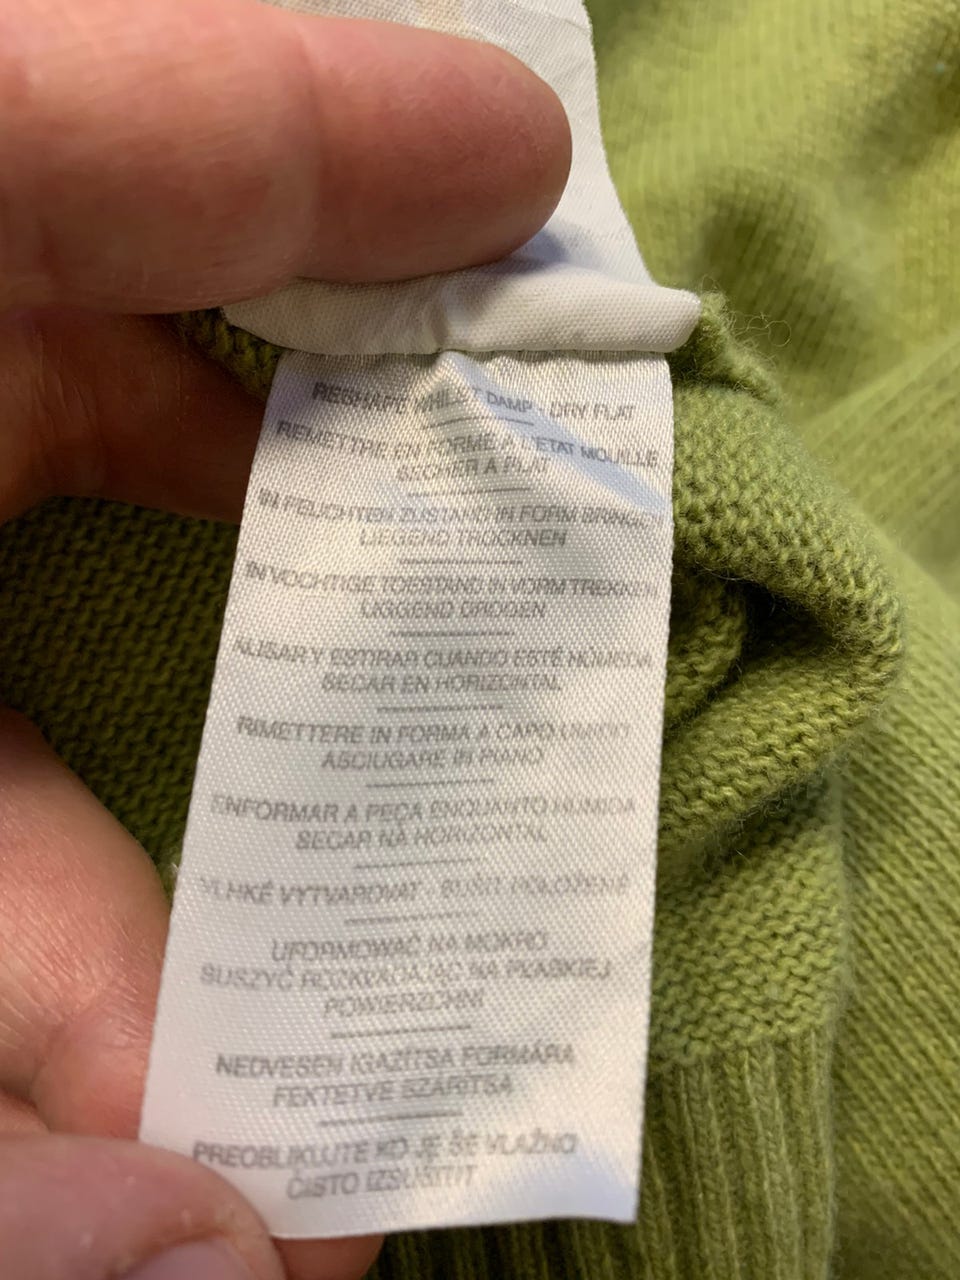 RESHAPE WHILST DAMP - DRY FLAT
REMETTRE EN FORME A L'ETAT MOUILLE
SECHER A PLAT
IN FEUCHTEN ZUSTAND IN FORM BRINGEN
LIEGEND TROCKNEN
IN VOCHTIGE TOESTAND IN VORM TREKKEN
LIGGEND DROGEN
ALISAR Y ESTIRAR CUANDO ESTÉ HÚMEDA
SECAR EN HORIZONTAL
RIMETTERE IN FORMA A CAPO UMIDO
ASCIUGARE IN PIANO
ENFORMAR A PEÇA ENQUANTO HUMIDA
SECAR NA HORIZONTAL
VLHKÉ VYTVAROVAT - SUŠIT POLOŽENÉ
UFORMOWAĆ NA MOKRO
SUSZYĆ ROZKŁADAJĄC NA PŁASKIEJ
POWIERZCHNI
NEDVESEN IGAZÍTSA FORMÁRA
FEKTETVE SZÁRÍTSA
PREOBLIKUJTE KO JE ŠE VLAŽNO
ČISTO IZSUŠITI